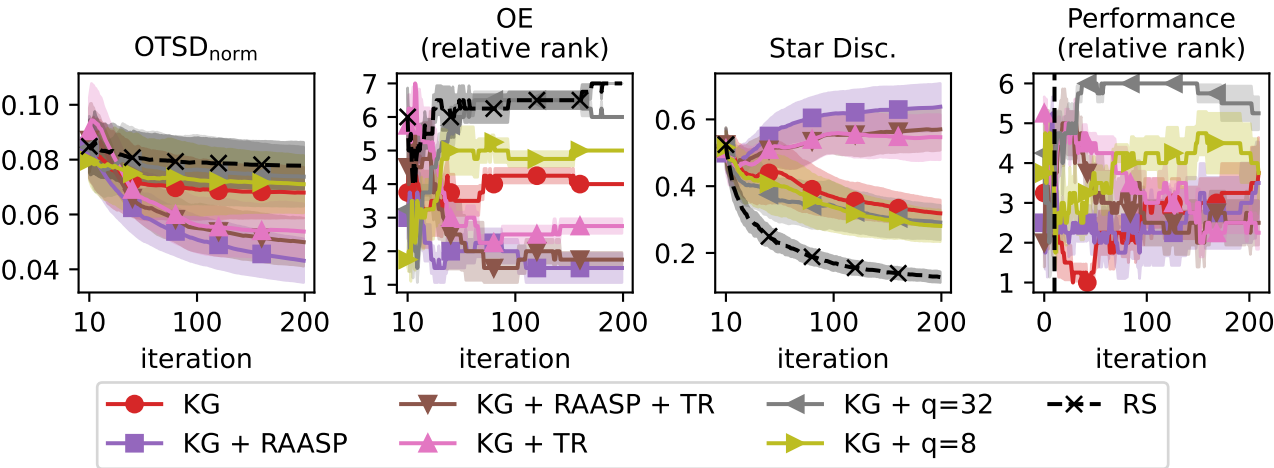 OTSDnorm
OE
(relative rank)
Star Disc.
Performance
(relative rank)
0.10
0.08
0.06
0.04
10 100 200
iteration
7
6
5
4
3
2
1
10 100 200
iteration
0.6
0.4
0.2
10 100 200
iteration
6
5
4
3
2
1
0 100 200
iteration
KG
KG + RAASP + TR
KG + q=32
RS
KG + RAASP
KG + TR
KG + q=8